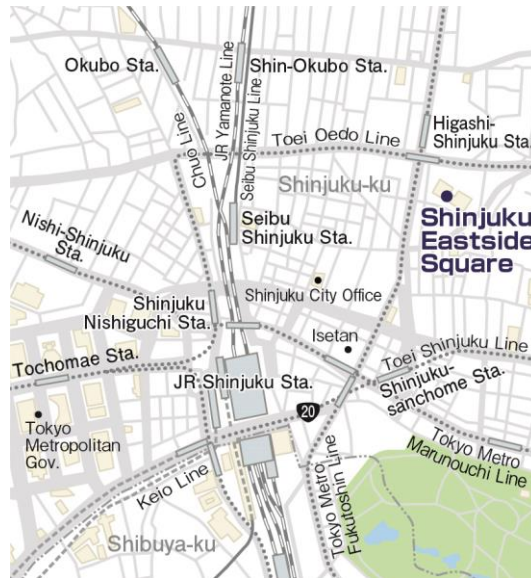 Okubo Sta.
Shin-Okubo Sta.
Chuo Line
JR Yamanote Line
Seibu Shinjuku Line
Toei Oedo Line
Higashi-
Shinjuku Sta.
Shinjuku-ku
Nishi-Shinjuku
Sta.
Seibu
Shinjuku Sta.
Shinjuku
Eastside
Square
Shinjuku City Office
Shinjuku
Nishiguchi Sta.
Isetan
Toei Shinjuku Line
Tochomae Sta.
JR Shinjuku Sta.
Shinjuku-
sanchome Sta.
20
Tokyo
Metropolitan
Gov.
Keio Line
Tokyo Metro
Fukutoshin Line
Tokyo Metro
Marunouchi Line
Shibuya-ku